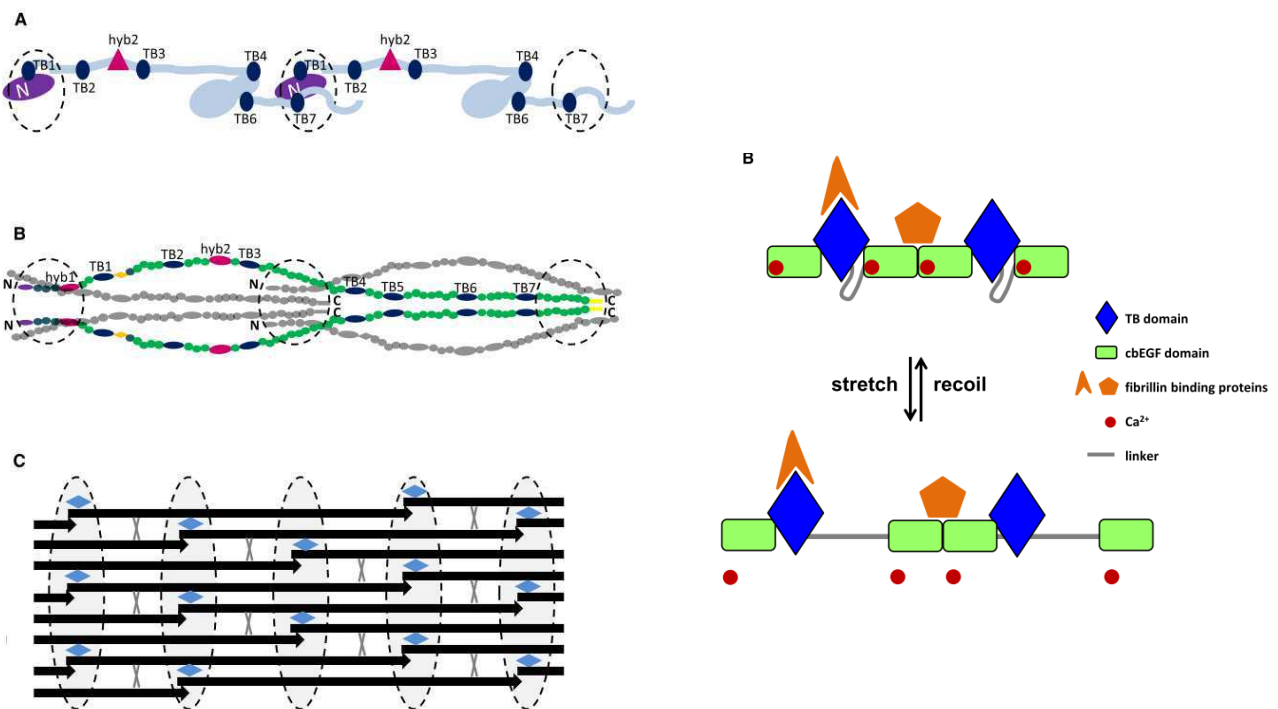 A
hyb2 hyb2
TB1 TB3 TB4 TB1 TB3 TB4
N TB2 N TB2
TB6 TB7 TB6 TB7
B
TB1 TB2 hyb2 TB3
hyb1
N N TB4 TB5 TB6 TB7 C
C
N N C C
C
B
TB domain
cbEGF domain
stretch recoil
fibrillin binding proteins
Ca2+
linker